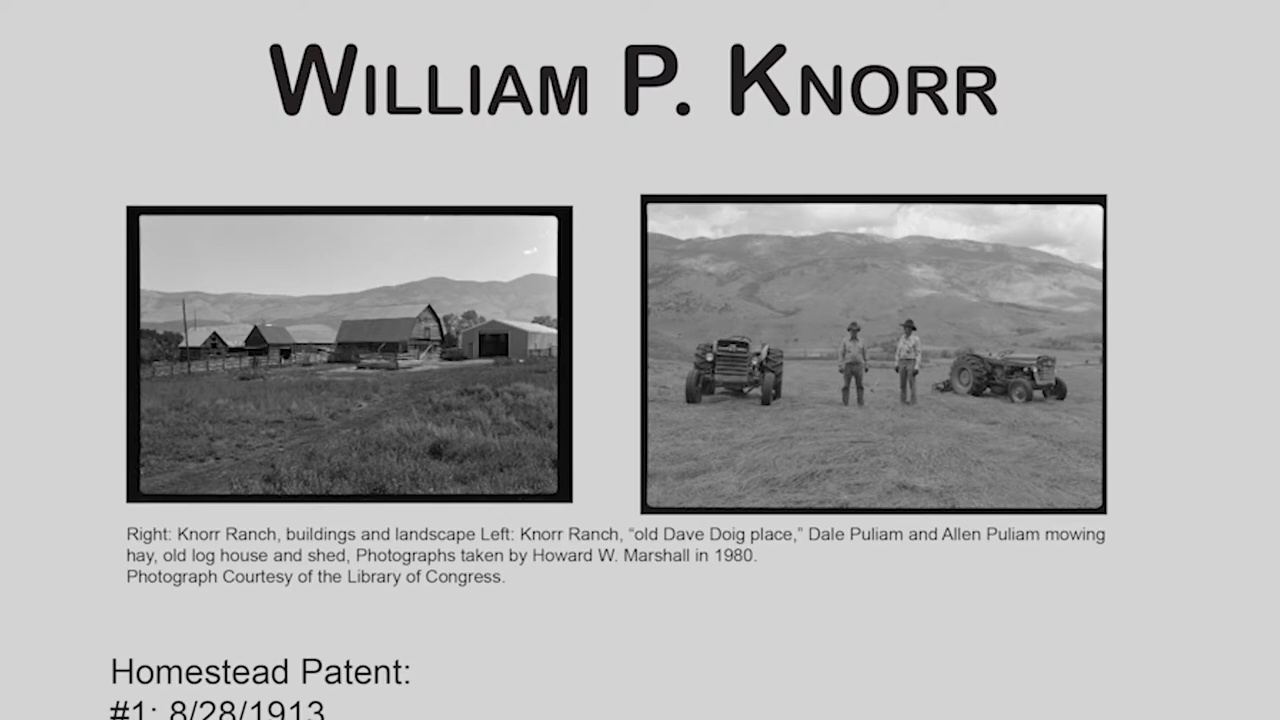 WILLIAM P. KNORR
Right: Knorr Ranch, buildings and landscape Left: Knorr Ranch, “old Dave Doig place,” Dale Puliam and Allen Puliam mowing
hay, old log house and shed, Photographs taken by Howard W. Marshall in 1980.
Photograph Courtesy of the Library of Congress.
Homestead Patent:
#1: 8/28/1913